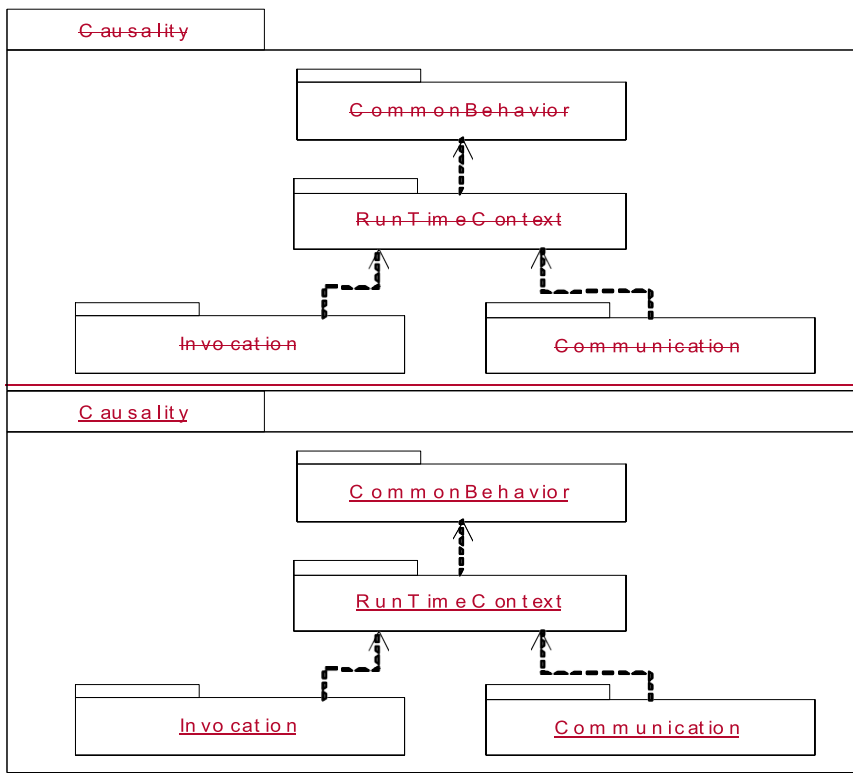 Causality
CommonBehavior
RunTimeContext
Invocation Communication
Causality
CommonBehavior
RunTimeContext
Invocation Communication